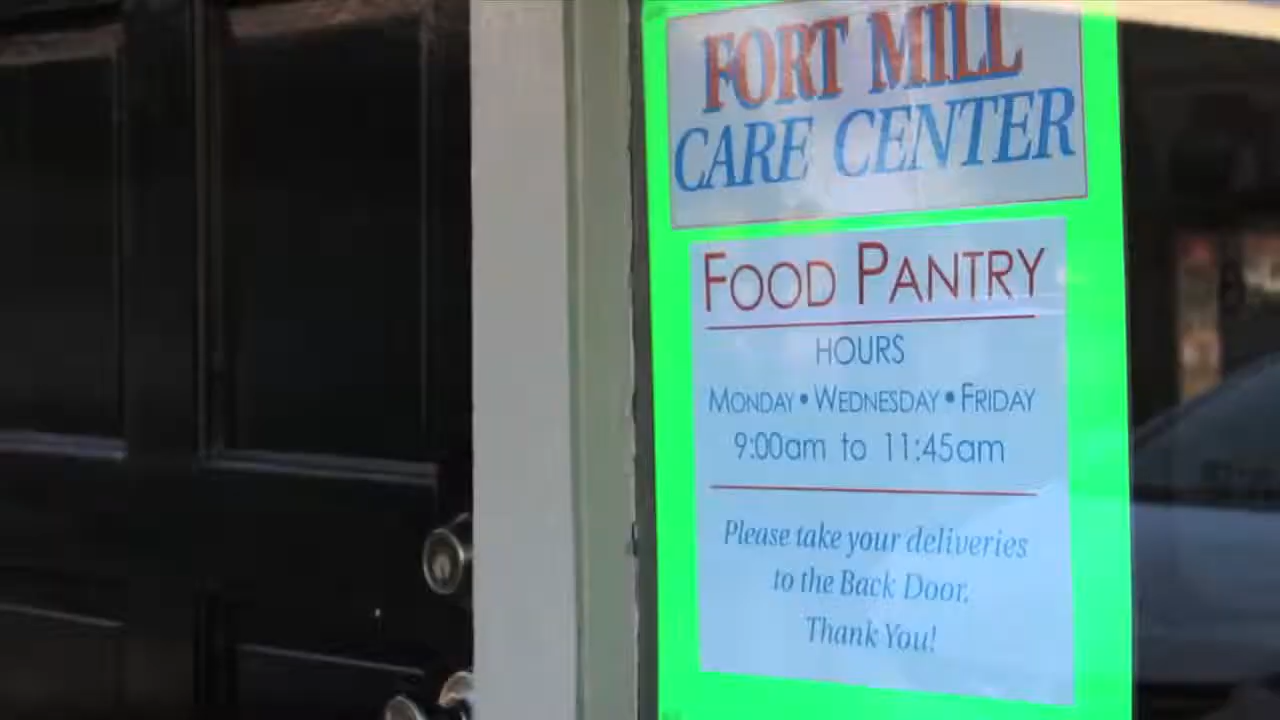 FORT MILL
CARE CENTER
FOOD PANTRY
HOURS
MONDAY • WEDNESDAY • FRIDAY
9:00am to 11:45am
Please take your deliveries
to the Back Door.
Thank You!